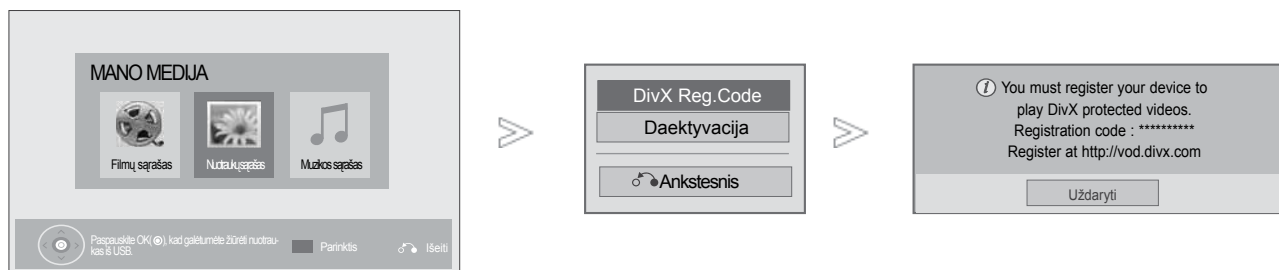 MANO MEDIJA
Filmų sąrašas
Nuotraukų sąrašas
Muzikos sąrašas
Paspauskite OK(◉), kad galėtumėte žiūrėti nuotrau-
kas iš USB.
Parinktis
Išeiti
DivX Reg.Code
Daektyvacija
Ankstesnis
You must register your device to
play DivX protected videos.
Registration code : **********
Register at http://vod.divx.com
Uždaryti